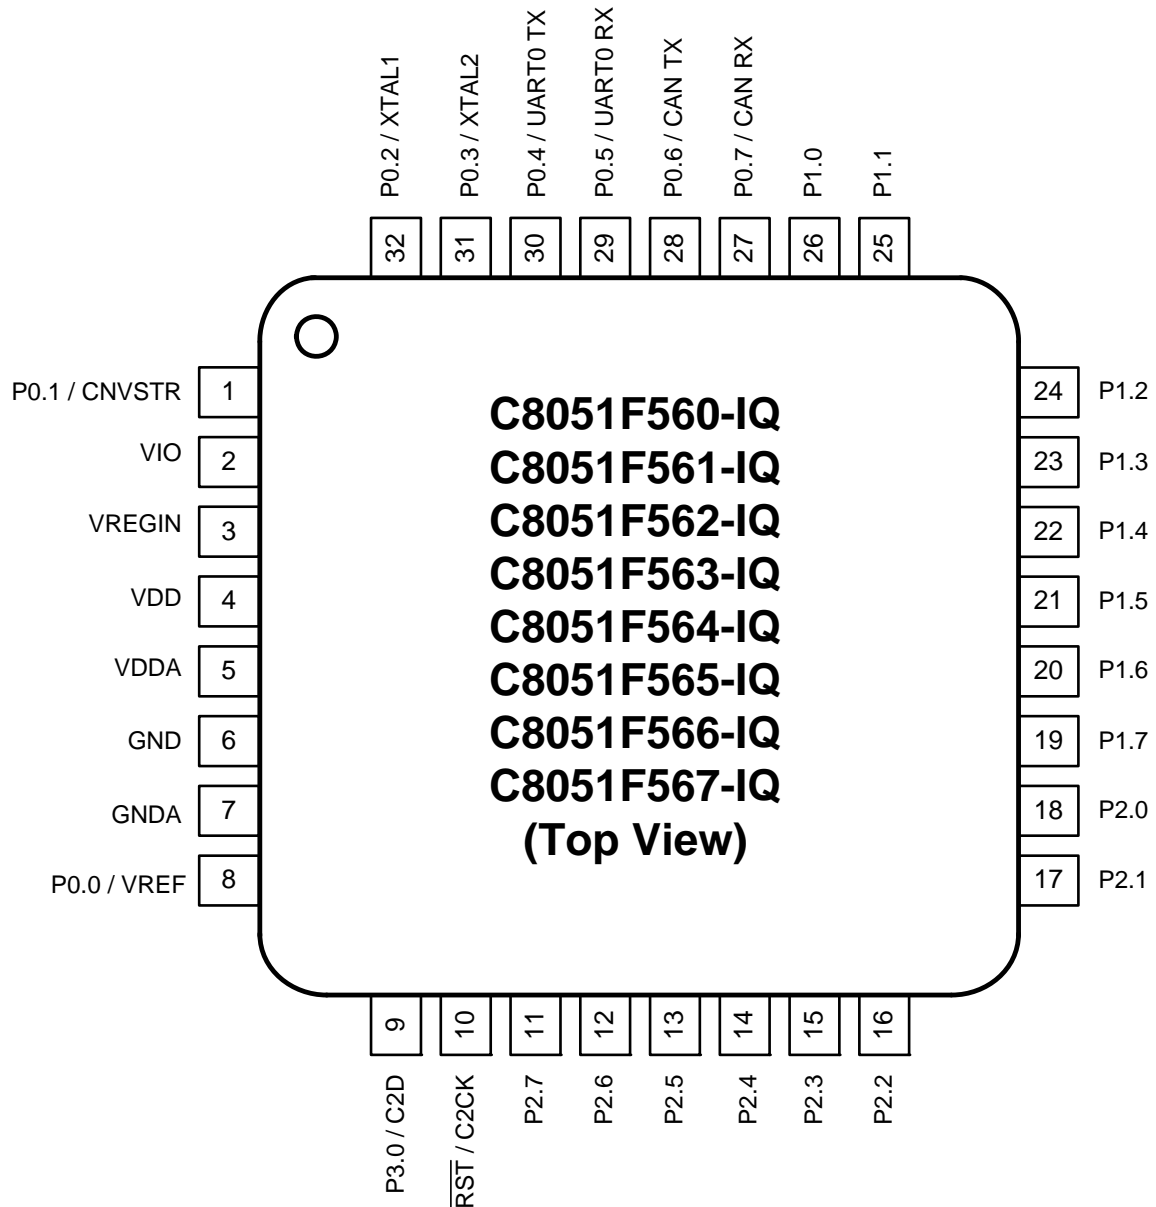 P0.2 / XTAL1
P0.3 / XTAL2
P0.4 / UART0 TX
P0.5 / UART0 RX
P0.6 / CAN TX
P0.7 / CAN RX
P1.0
P1.1
32
31
30
29
28
27
26
25
P0.1 / CNVSTR
1
VIO
2
VREGIN
3
VDD
4
VDDA
5
GND
6
GNDA
7
P0.0 / VREF
8
C8051F560-IQ
C8051F561-IQ
C8051F562-IQ
C8051F563-IQ
C8051F564-IQ
C8051F565-IQ
C8051F566-IQ
C8051F567-IQ
(Top View)
24 P1.2
23 P1.3
22 P1.4
21 P1.5
20 P1.6
19 P1.7
18 P2.0
17 P2.1
9
10
11
12
13
14
15
16
P3.0 / C2D
RST / C2CK
P2.7
P2.6
P2.5
P2.4
P2.3
P2.2